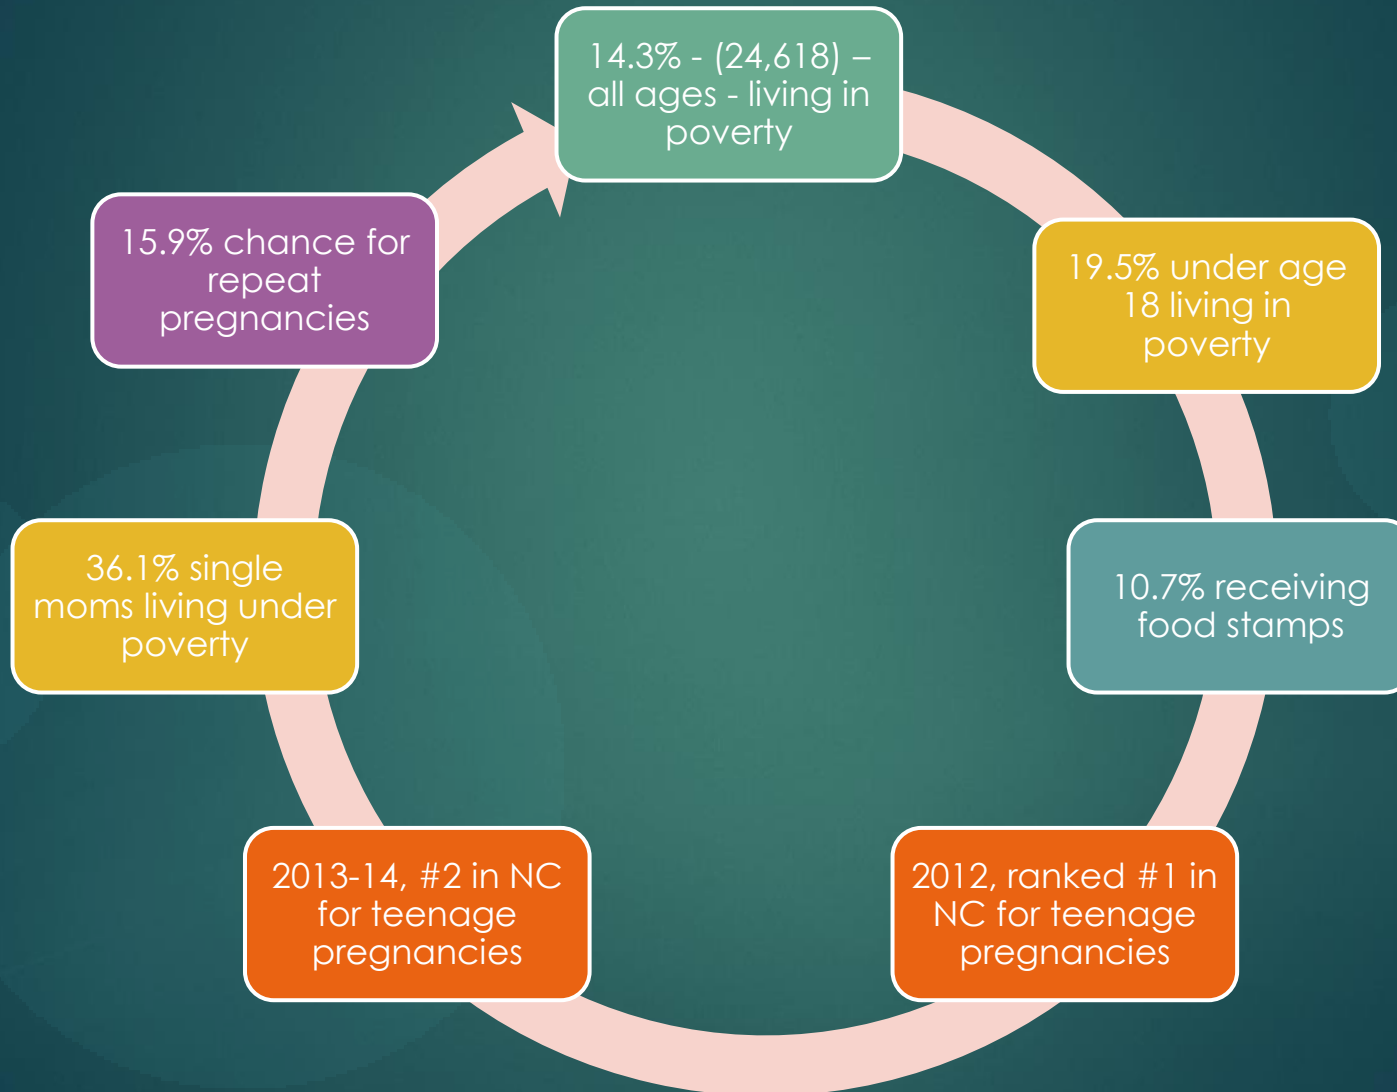 14.3% - (24,618) –
all ages - living in
poverty
19.5% under age
18 living in
poverty
10.7% receiving
food stamps
2012, ranked #1 in
NC for teenage
pregnancies
2013-14, #2 in NC
for teenage
pregnancies
36.1% single
moms living under
poverty
15.9% chance for
repeat
pregnancies